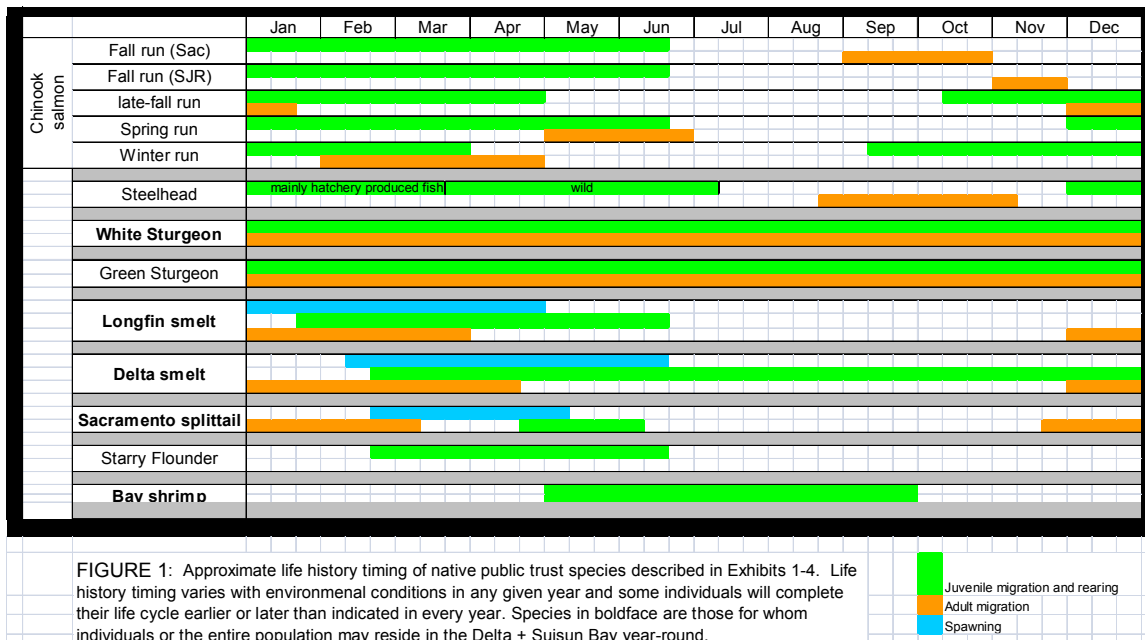 Jan Feb Mar Apr May Jun Jul Aug Sep Oct Nov Dec
Chinook
salmon
Fall run (Sac)
Fall run (SJR)
late-fall run
Spring run
Winter run
Steelhead mainly hatchery produced fish wild
White Sturgeon
Green Sturgeon
Longfin smelt
Delta smelt
Sacramento splittail
Starry Flounder
Bay shrimp
FIGURE 1: Approximate life history timing of native public trust species described in Exhibits 1-4. Life
history timing varies with environmenal conditions in any given year and some individuals will complete
their life cycle earlier or later than indicated in every year. Species in boldface are those for whom
individuals or the entire population may reside in the Delta + Suisun Bay year-round.
Juvenile migration and rearing
Adult migration
Spawning